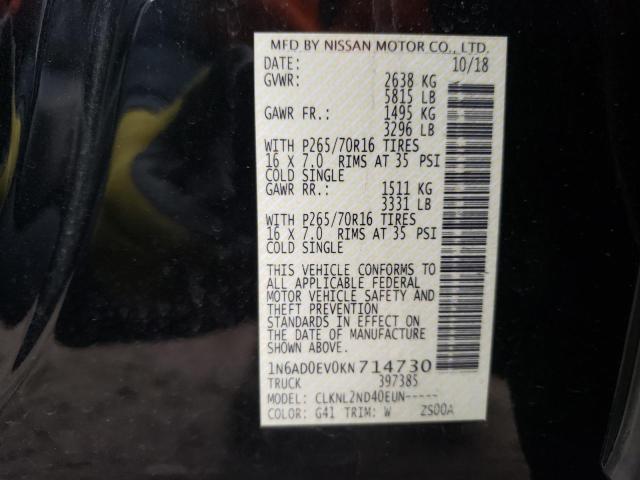 MFD BY NISSAN MOTOR CO., LTD.
DATE: 10/18
GVWR: 2638 KG
5815 LB
GAWR FR.: 1495 KG
3296 LB
WITH P265/70R16 TIRES
16 X 7.0 RIMS AT 35 PSI
COLD SINGLE
GAWR RR.: 1511 KG
3331 LB
WITH P265/70R16 TIRES
16 X 7.0 RIMS AT 35 PSI
COLD SINGLE
THIS VEHICLE CONFORMS TO
ALL APPLICABLE FEDERAL
MOTOR VEHICLE SAFETY AND
THEFT PREVENTION
STANDARDS IN EFFECT ON
THE DATE OF MANUFACTURE
SHOWN ABOVE.
1N6AD0EV0KN714730
TRUCK 397385
MODEL: CLKNL2ND40EUN-----
COLOR: G41 TRIM: W ZS00A